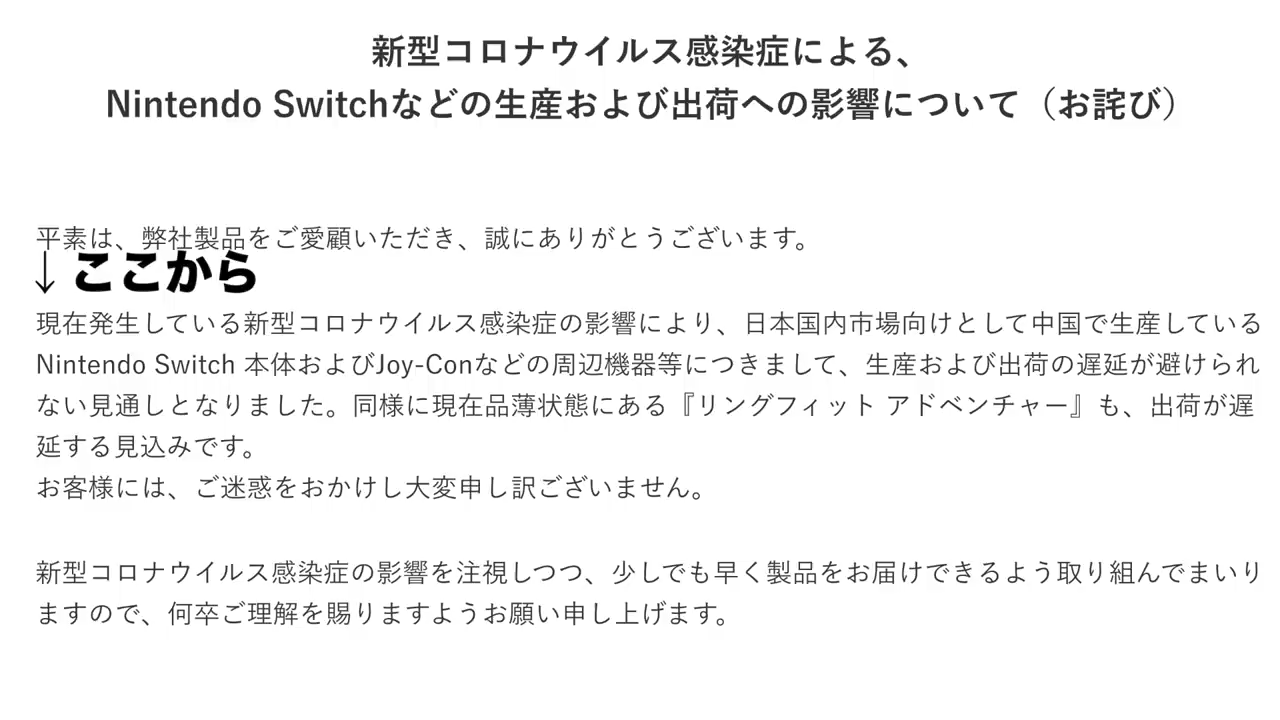 新型コロナウイルス感染症による、
Nintendo Switchなどの生産および出荷への影響について（お詫び）
平素は、弊社製品をご愛顧いただき、誠にありがとうございます。
↓ここから
現在発生している新型コロナウイルス感染症の影響により、日本国内市場向けとして中国で生産している
Nintendo Switch 本体およびJoy-Conなどの周辺機器等につきまして、生産および出荷の遅延が避けられ
ない見通しとなりました。同様に現在品薄状態にある『リングフィット アドベンチャー』も、出荷が遅
延する見込みです。
お客様には、ご迷惑をおかけし大変申し訳ございません。
新型コロナウイルス感染症の影響を注視しつつ、少しでも早く製品をお届けできるよう取り組んでまいり
ますので、何卒ご理解を賜りますようお願い申し上げます。